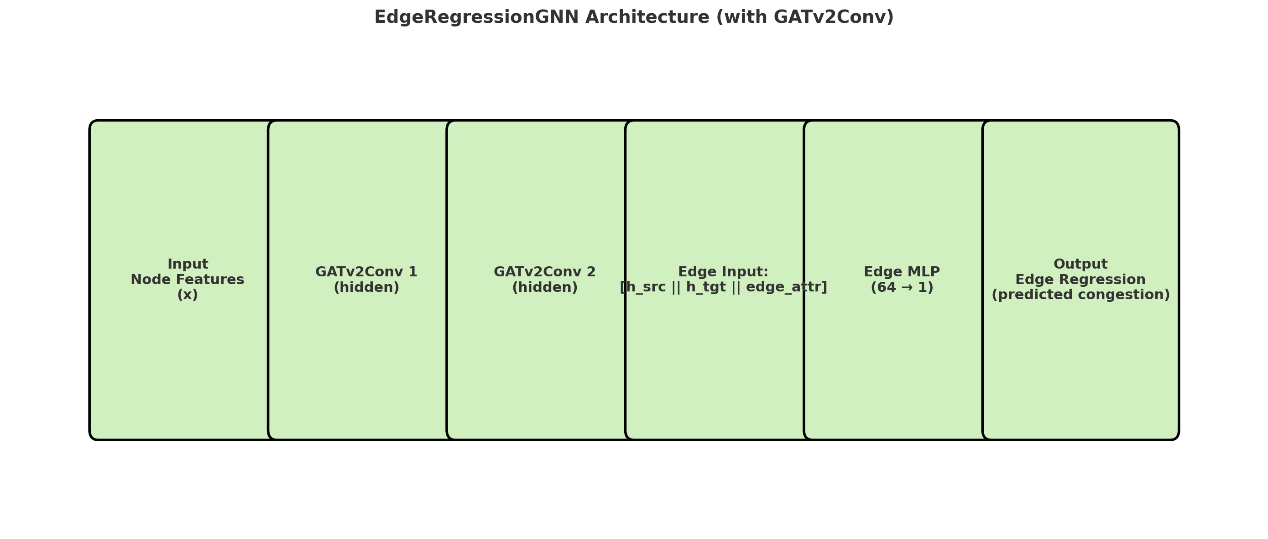 EdgeRegressionGNN Architecture (with GATv2Conv)
Input
Node Features
(x)
GATv2Conv 1
(hidden)
GATv2Conv 2
(hidden)
Edge Input:
[h_src || h_tgt || edge_attr]
Edge MLP
(64 → 1)
Output
Edge Regression
(predicted congestion)